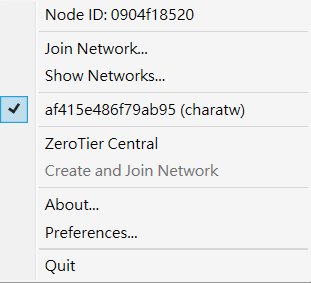 Node ID: 0904f18520
Join Network...
Show Networks...
af415e486f79ab95 (charatw)
ZeroTier Central
Create and Join Network
About...
Preferences...
Quit